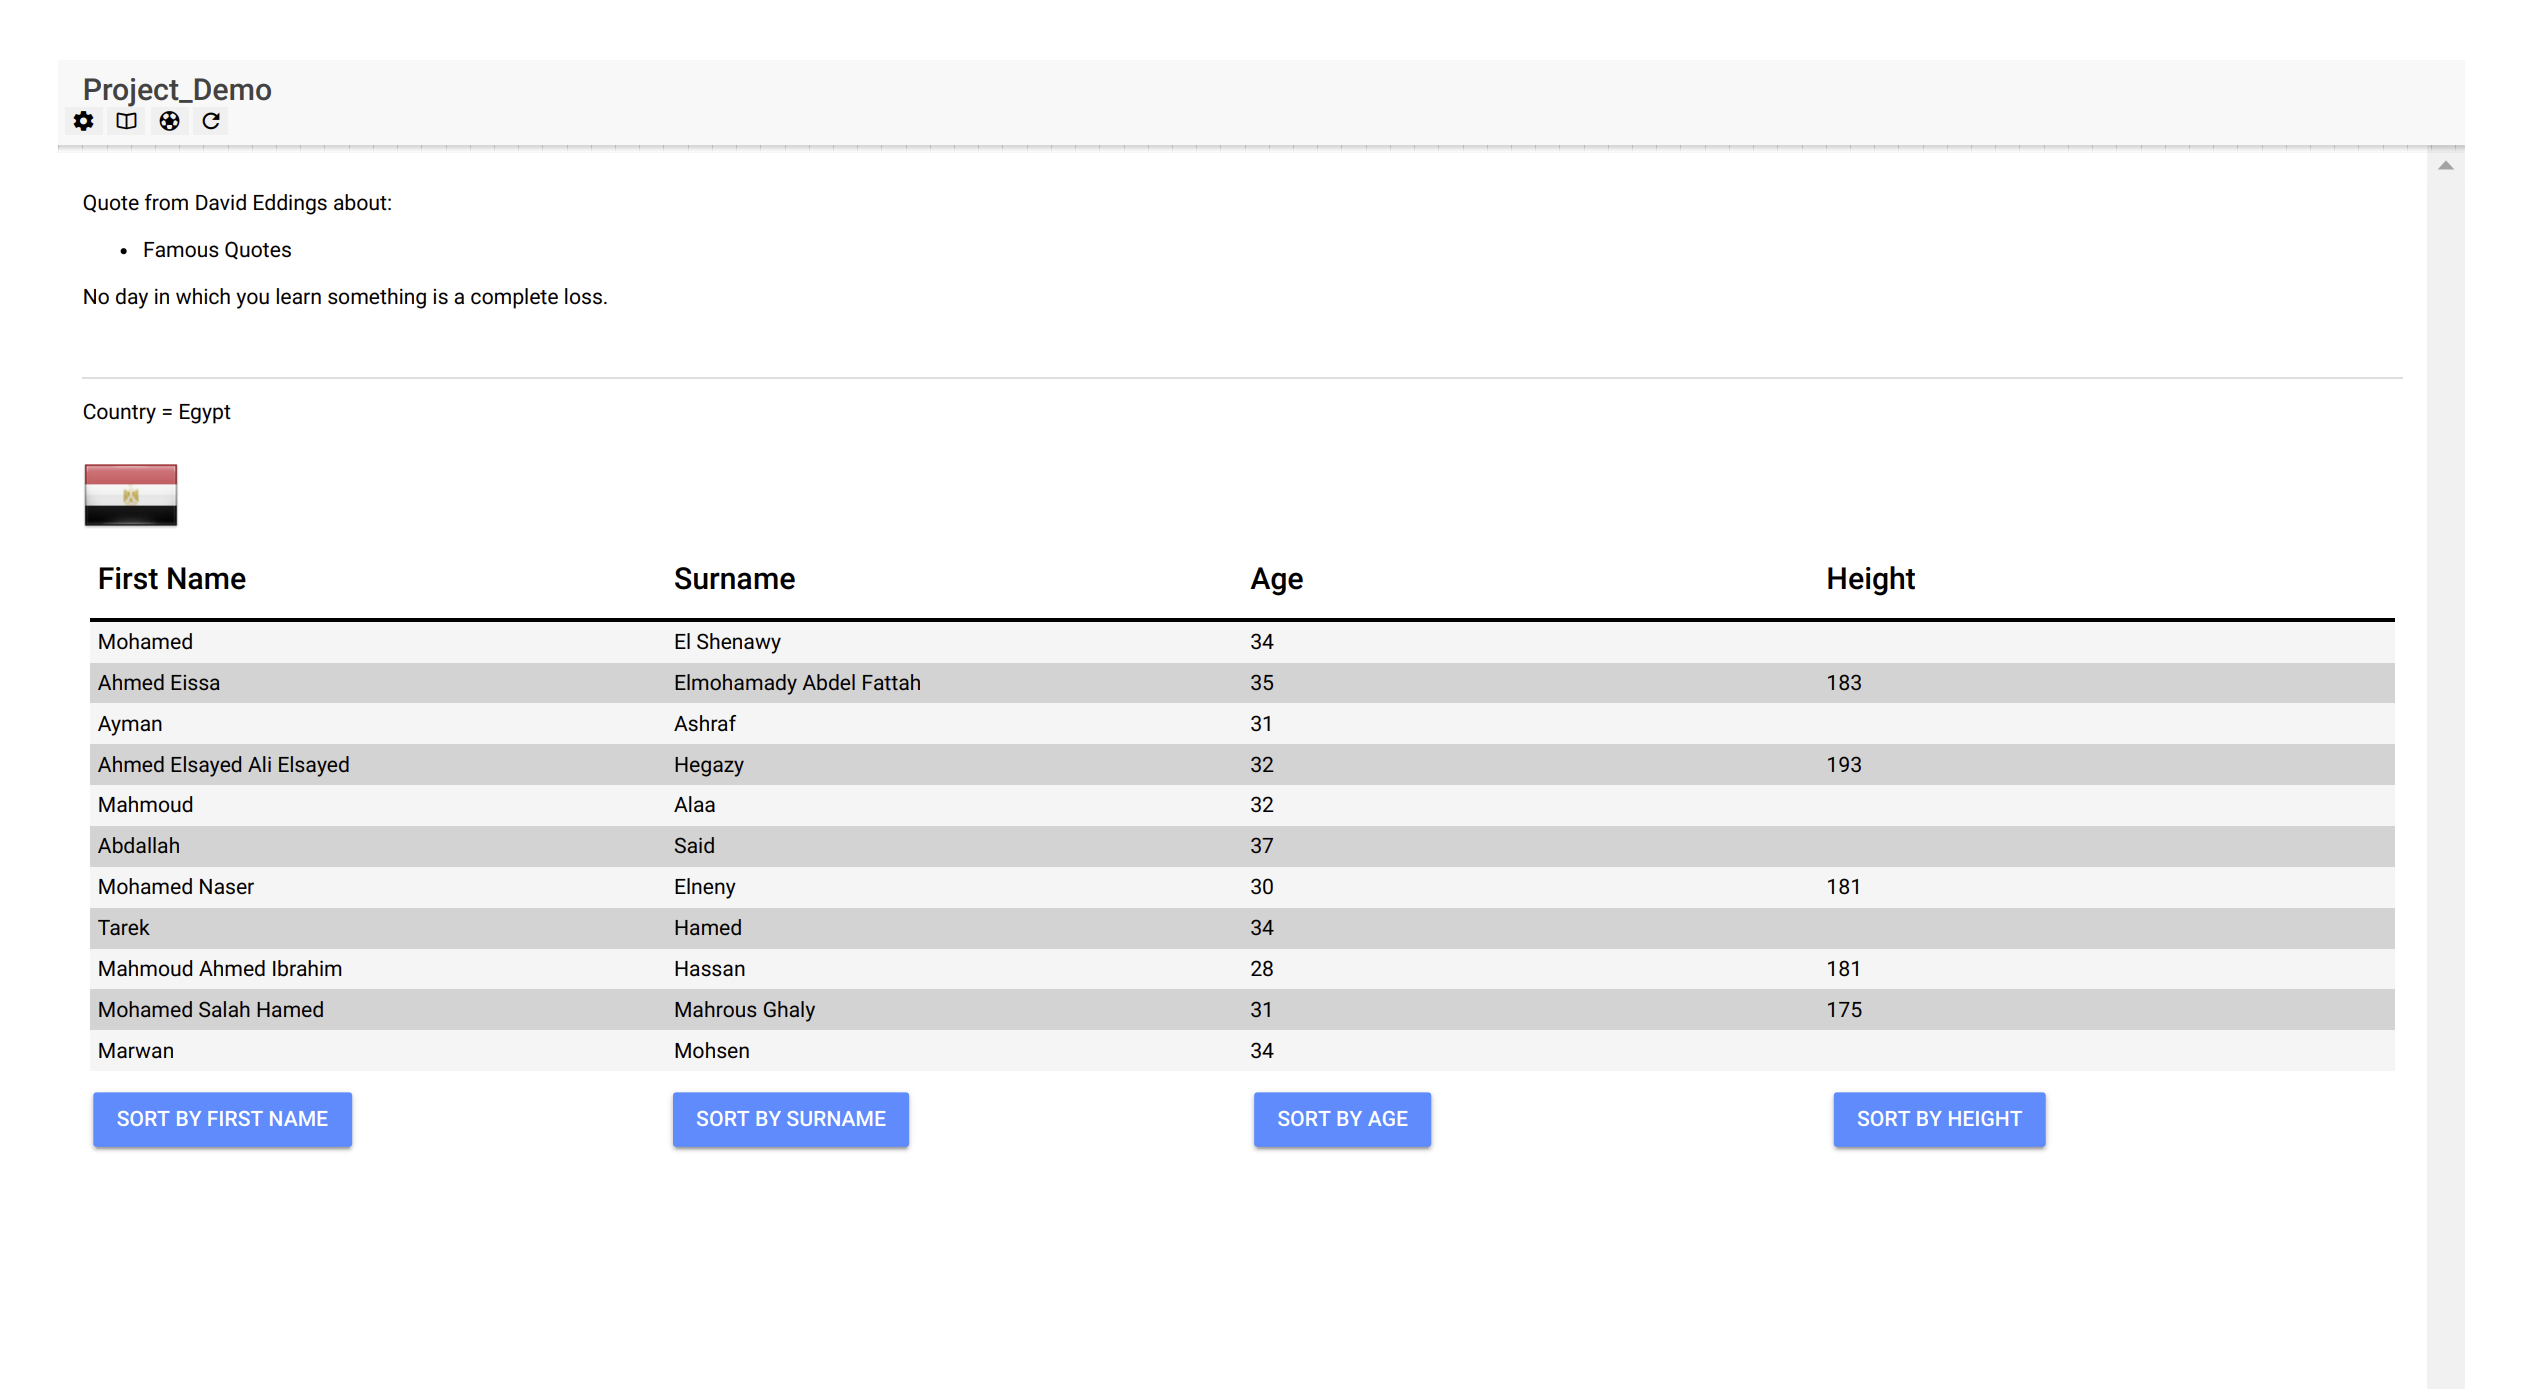 Project_Demo
Quote from David Eddings about:
• Famous Quotes
No day in which you learn something is a complete loss.
Country = Egypt
First Name Surname Age Height
Mohamed El Shenawy 34
Ahmed Eissa Elmohamady Abdel Fattah 35 183
Ayman Ashraf 31
Ahmed Elsayed Ali Elsayed Hegazy 32 193
Mahmoud Alaa 32
Abdallah Said 37
Mohamed Naser Elneny 30 181
Tarek Hamed 34
Mahmoud Ahmed Ibrahim Hassan 28 181
Mohamed Salah Hamed Mahrous Ghaly 31 175
Marwan Mohsen 34
SORT BY FIRST NAME SORT BY SURNAME SORT BY AGE SORT BY HEIGHT